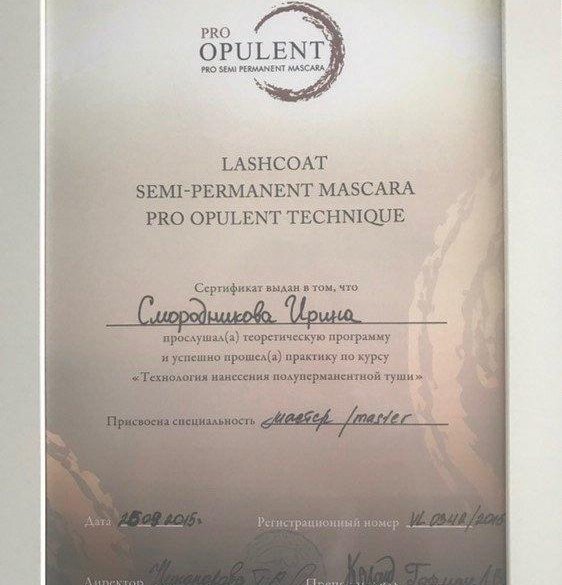 PRO
OPULENT
PRO SEMI PERMANENT MASCARA
LASHCOAT
SEMI-PERMANENT MASCARA
PRO OPULENT TECHNIQUE
Сертификат выдан в том, что
Смородникова Ирина
прослушал(а) теоретическую программу
и успешно прошел(а) практику по курсу
«Технология нанесения полуперманентной туши»
Присвоена специальность мастер /master
Дата 2015г. Регистрационный номер
Директор